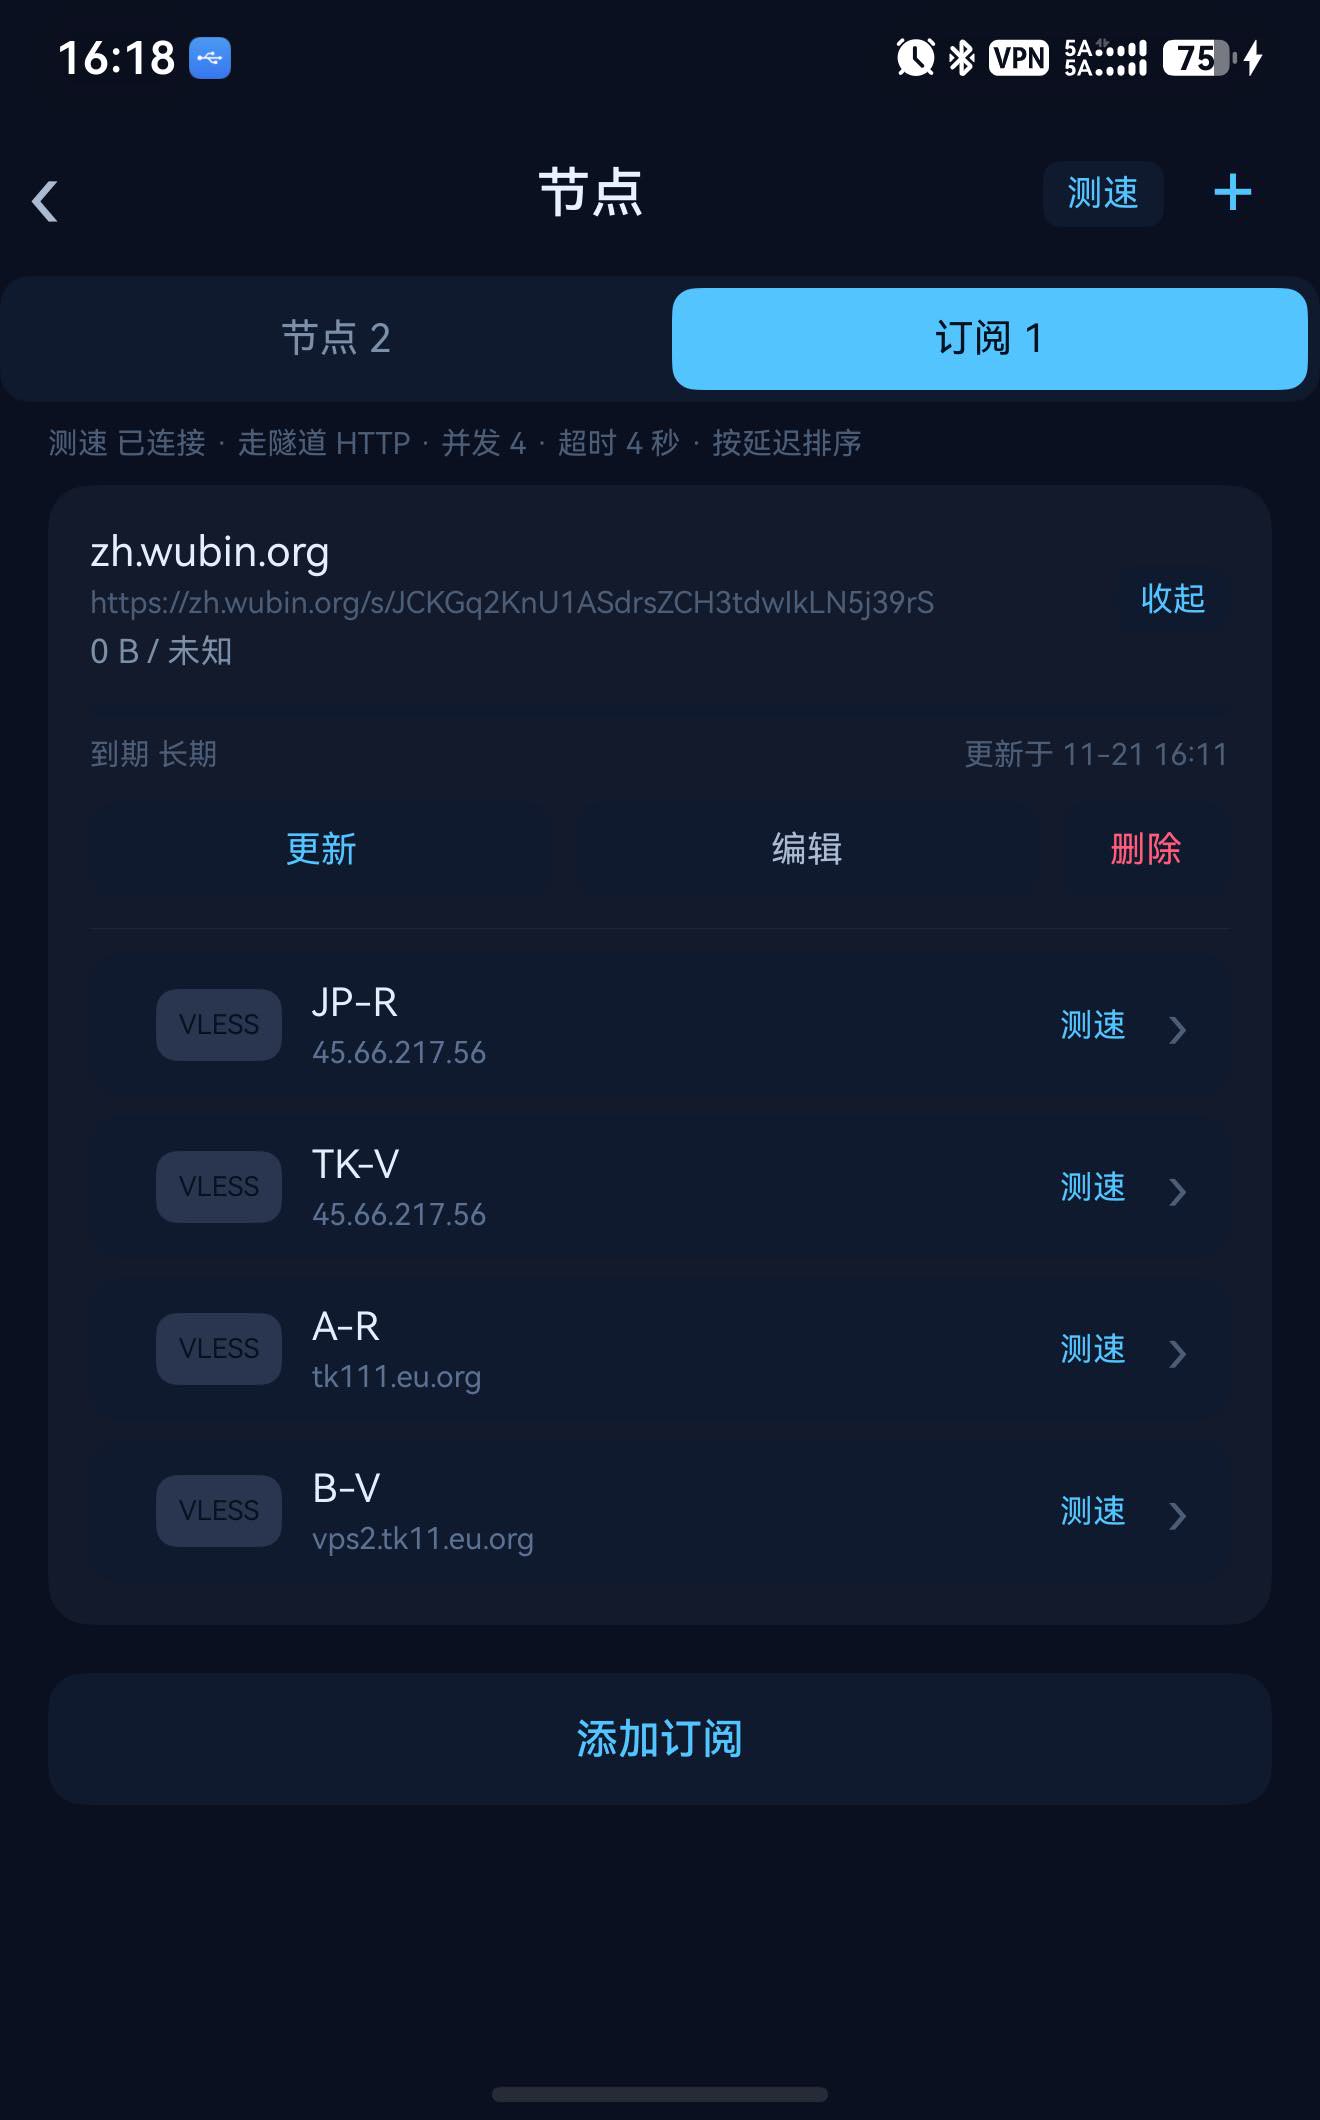 16:18
VPN 5A 5A 75
节点
测速 +
节点 2
订阅 1
测速 已连接 · 走隧道 HTTP · 并发 4 · 超时 4 秒 · 按延迟排序
zh.wubin.org
https://zh.wubin.org/s/JCKGq2KnU1ASdrsZCH3tdwIkLN5j39rS
收起
0 B / 未知
到期 长期
更新于 11-21 16:11
更新
编辑
删除
VLESS
JP-R
45.66.217.56
测速
VLESS
TK-V
45.66.217.56
测速
VLESS
A-R
tk111.eu.org
测速
VLESS
B-V
vps2.tk11.eu.org
测速
添加订阅